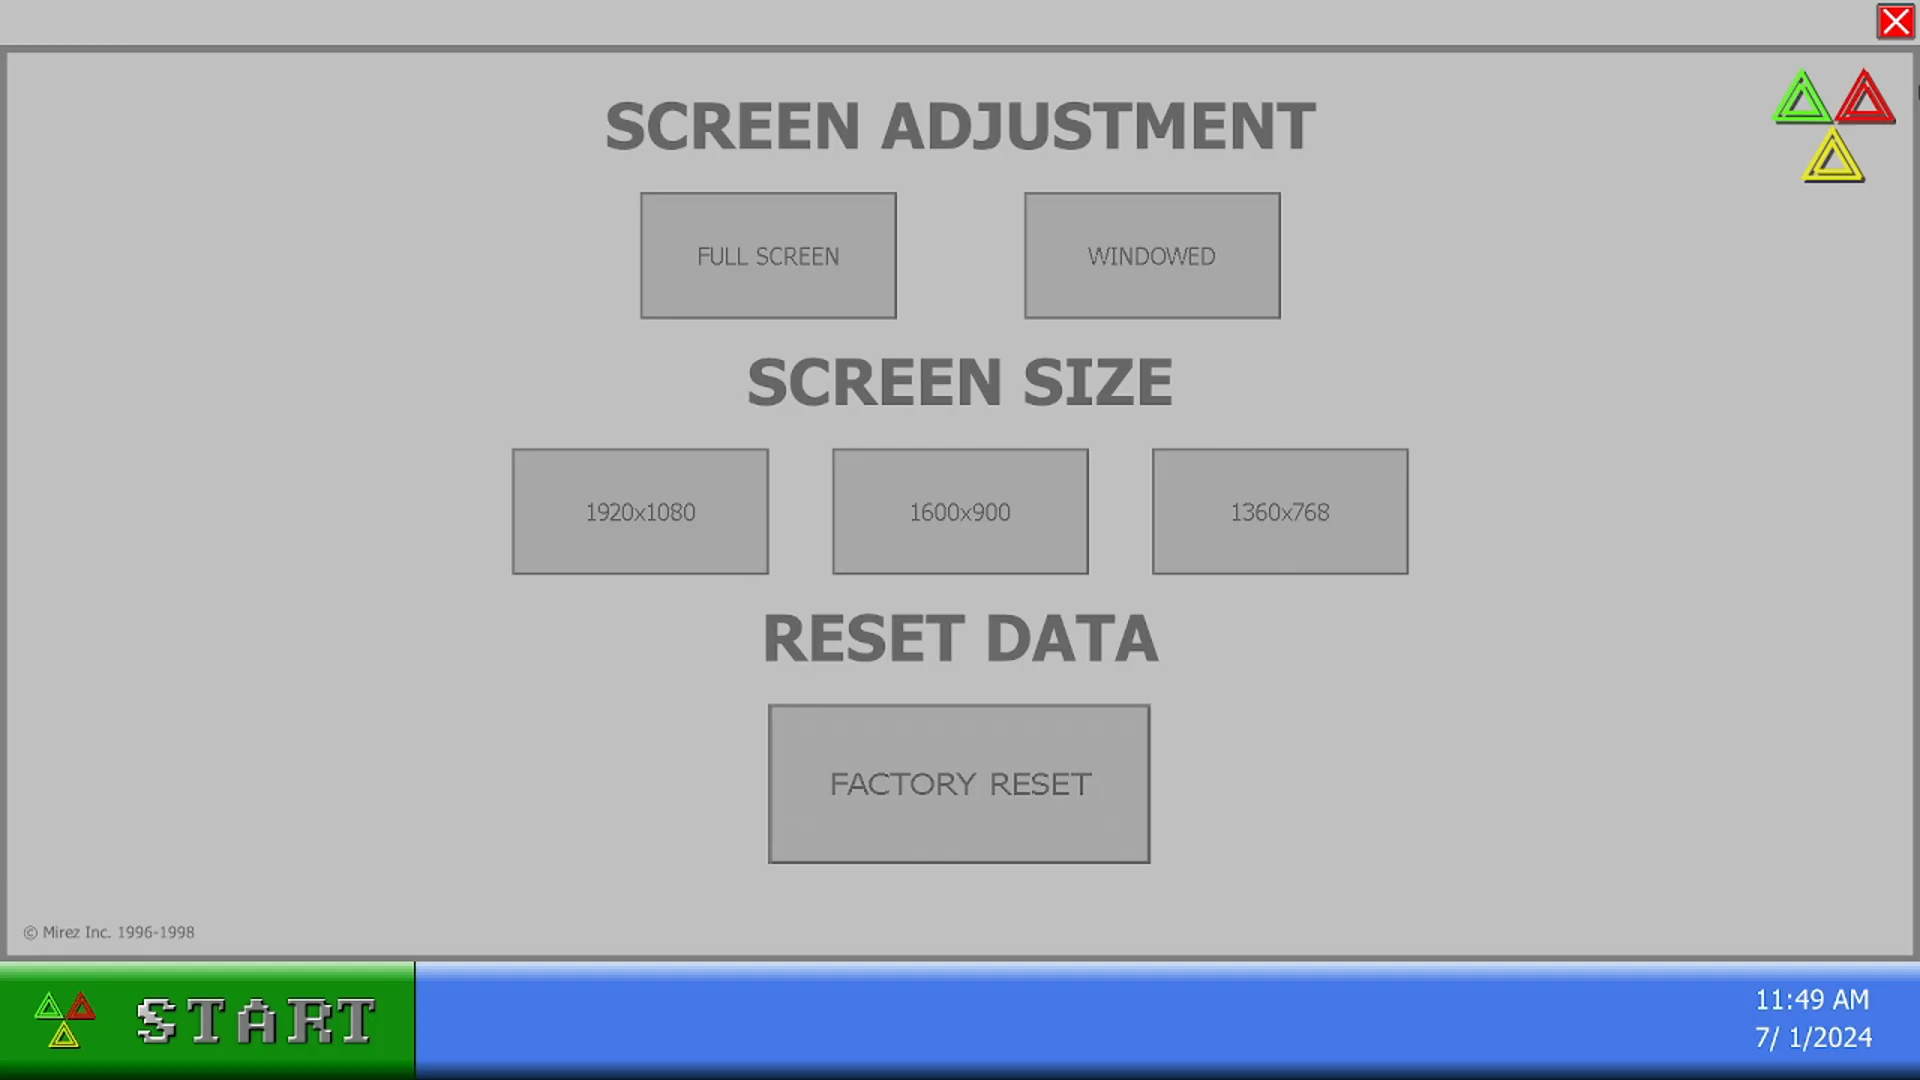 SCREEN ADJUSTMENT
FULL SCREEN
WINDOWED
SCREEN SIZE
1920x1080
1600x900
1360x768
RESET DATA
FACTORY RESET
© Mirez Inc. 1996-1998
START
11:49 AM
7/ 1/2024